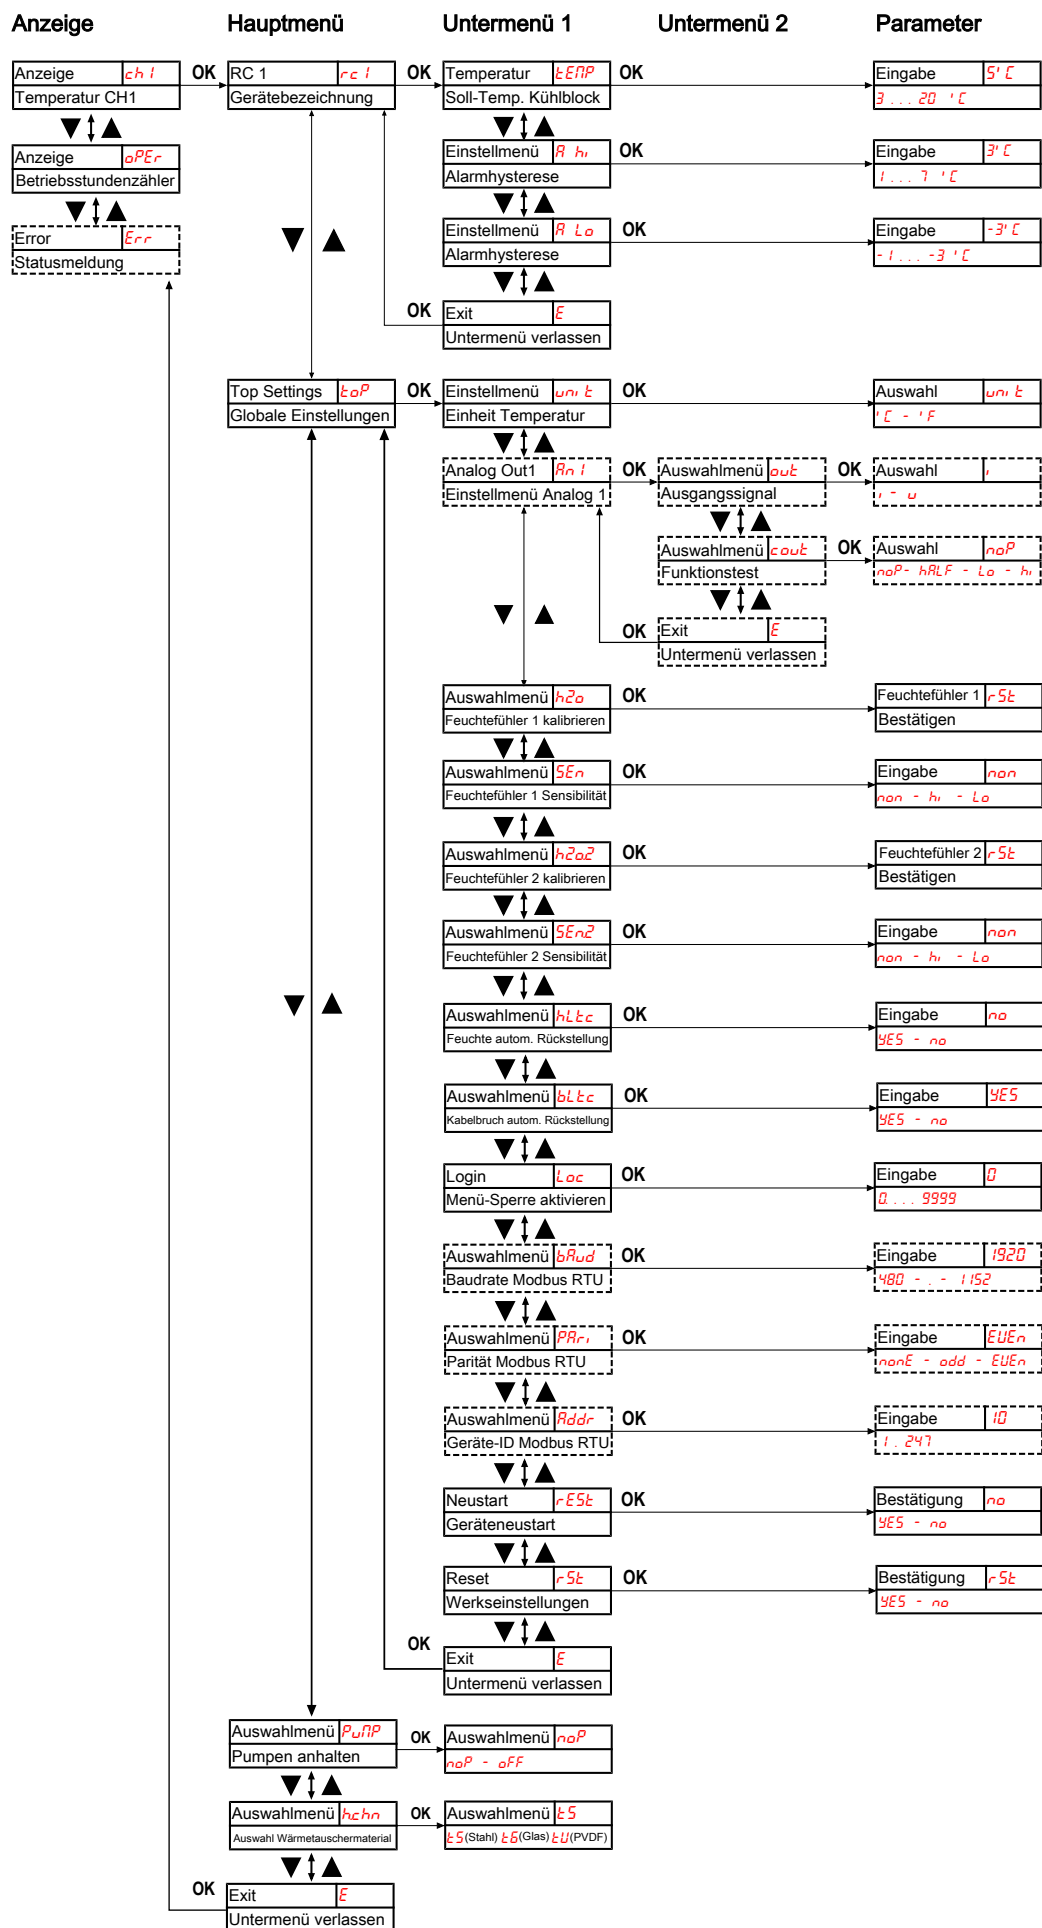 Anzeige Hauptmenü Untermenü 1 Untermenü 2 Parameter
Anzeige ch1 OK RC 1 rc1 OK Temperatur tEMP OK Eingabe 5°C
Temperatur CH1 Gerätebezeichnung Soll-Temp. Kühlblock 3 ... 20 °C
▼ ▲ ▼ ▲
Anzeige oPEr Einstellmenü A hi OK Eingabe 3°C
Betriebsstundenzähler Alarmhysterese 1 ... 7 °C
▼ ▲ ▼ ▲ ▼ ▲
Error Err Einstellmenü A Lo OK Eingabe -3°C
Statusmeldung Alarmhysterese -1 ... -3 °C
▼ ▲
OK Exit E
Untermenü verlassen
Top Settings toP OK Einstellmenü unit OK Auswahl unit
Globale Einstellungen Einheit Temperatur °C - °F
▼ ▲
Analog Out1 An1 OK Auswahlmenü out OK Auswahl i
Einstellmenü Analog 1 Ausgangssignal i - u
▼ ▲
Auswahlmenü cout OK Auswahl noP
Funktionstest noP - hALF - Lo - hi
▼ ▲ ▼ ▲
OK Exit E
Untermenü verlassen
Auswahlmenü h2o OK Feuchtefühler 1 rSt
Feuchtefühler 1 kalibrieren Bestätigen
▼ ▲
Auswahlmenü SEn OK Eingabe non
Feuchtefühler 1 Sensibilität non - hi - Lo
▼ ▲
Auswahlmenü h2o.2 OK Feuchtefühler 2 rSt
Feuchtefühler 2 kalibrieren Bestätigen
▼ ▲
Auswahlmenü SEn.2 OK Eingabe non
Feuchtefühler 2 Sensibilität non - hi - Lo
▼ ▲ ▼ ▲
Auswahlmenü hLtc OK Eingabe no
Feuchte autom. Rückstellung YES - no
▼ ▲
Auswahlmenü bLtc OK Eingabe YES
Kabelbruch autom. Rückstellung YES - no
▼ ▲
Login Loc OK Eingabe 0
Menü-Sperre aktivieren 0. ... 9999
▼ ▲
Auswahlmenü bAud OK Eingabe 1920
Baudrate Modbus RTU 480 - . - 1152
▼ ▲
Auswahlmenü PAri OK Eingabe EUEn
Parität Modbus RTU nonE - odd - EUEn
▼ ▲
Auswahlmenü Addr OK Eingabe 10
Geräte-ID Modbus RTU 1 . 247
▼ ▲
Neustart rESt OK Bestätigung no
Geräteneustart YES - no
▼ ▲
Reset rSt OK Bestätigung rSt
Werkseinstellungen YES - no
▼ ▲
OK Exit E
Untermenü verlassen
Auswahlmenü PuMP OK Auswahlmenü noP
Pumpen anhalten noP - oFF
▼ ▲
Auswahlmenü h.chn OK Auswahlmenü tS
Auswahl Wärmetauschermaterial tS(Stahl) tG(Glas) tU(PVDF)
▼ ▲
OK Exit E
Untermenü verlassen